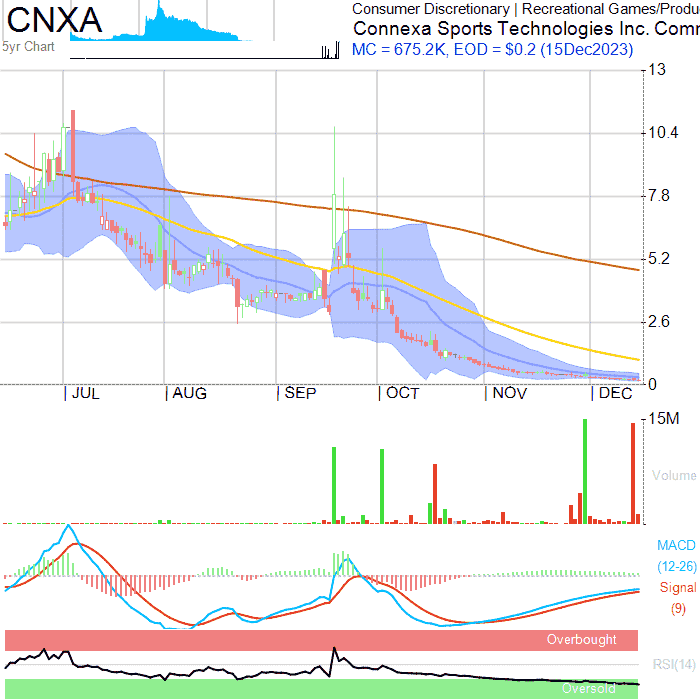 CNXA
5yr Chart
Consumer Discretionary | Recreational Games/Produ
Connexa Sports Technologies Inc. Comm
MC = 675.2K, EOD = $0.2 (15Dec2023)
13
10.4
7.8
5.2
2.6
0
JUL AUG SEP OCT NOV DEC
15M
Volume
MACD
(12-26)
Signal
(9)
Overbought
RSI(14)
Oversold